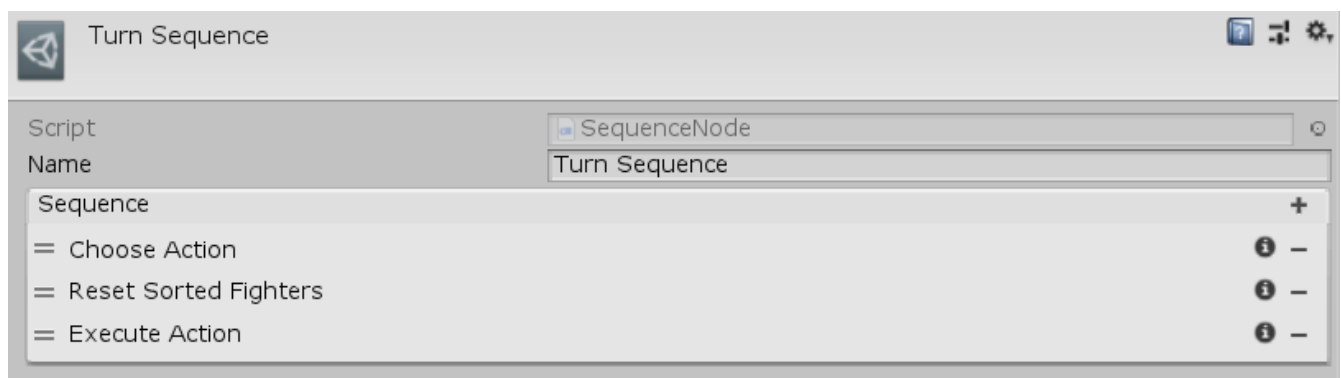 Turn Sequence
Script SequenceNode
Name Turn Sequence
Sequence
Choose Action
Reset Sorted Fighters
Execute Action